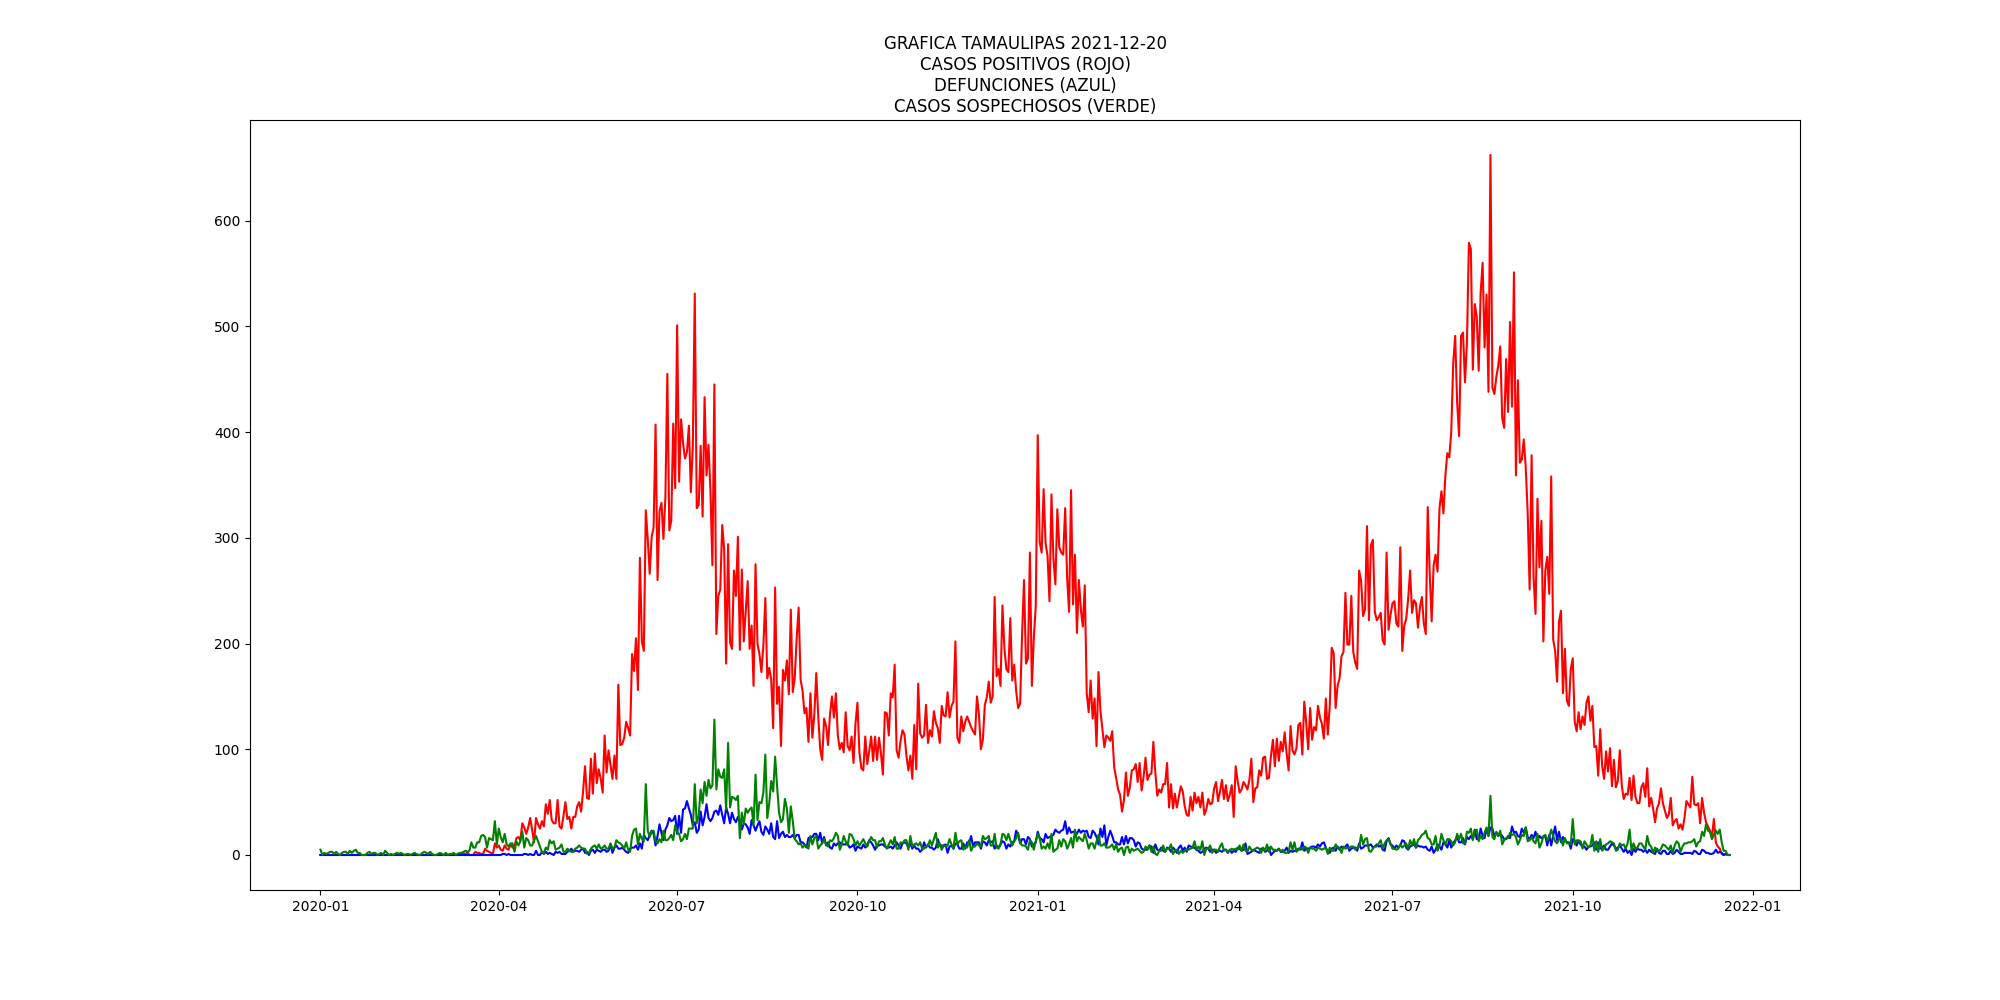 GRAFICA TAMAULIPAS 2021-12-20
CASOS POSITIVOS (ROJO)
DEFUNCIONES (AZUL)
CASOS SOSPECHOSOS (VERDE)
600
500
400
300
200
100
0
2020-01 2020-04 2020-07 2020-10 2021-01 2021-04 2021-07 2021-10 2022-01